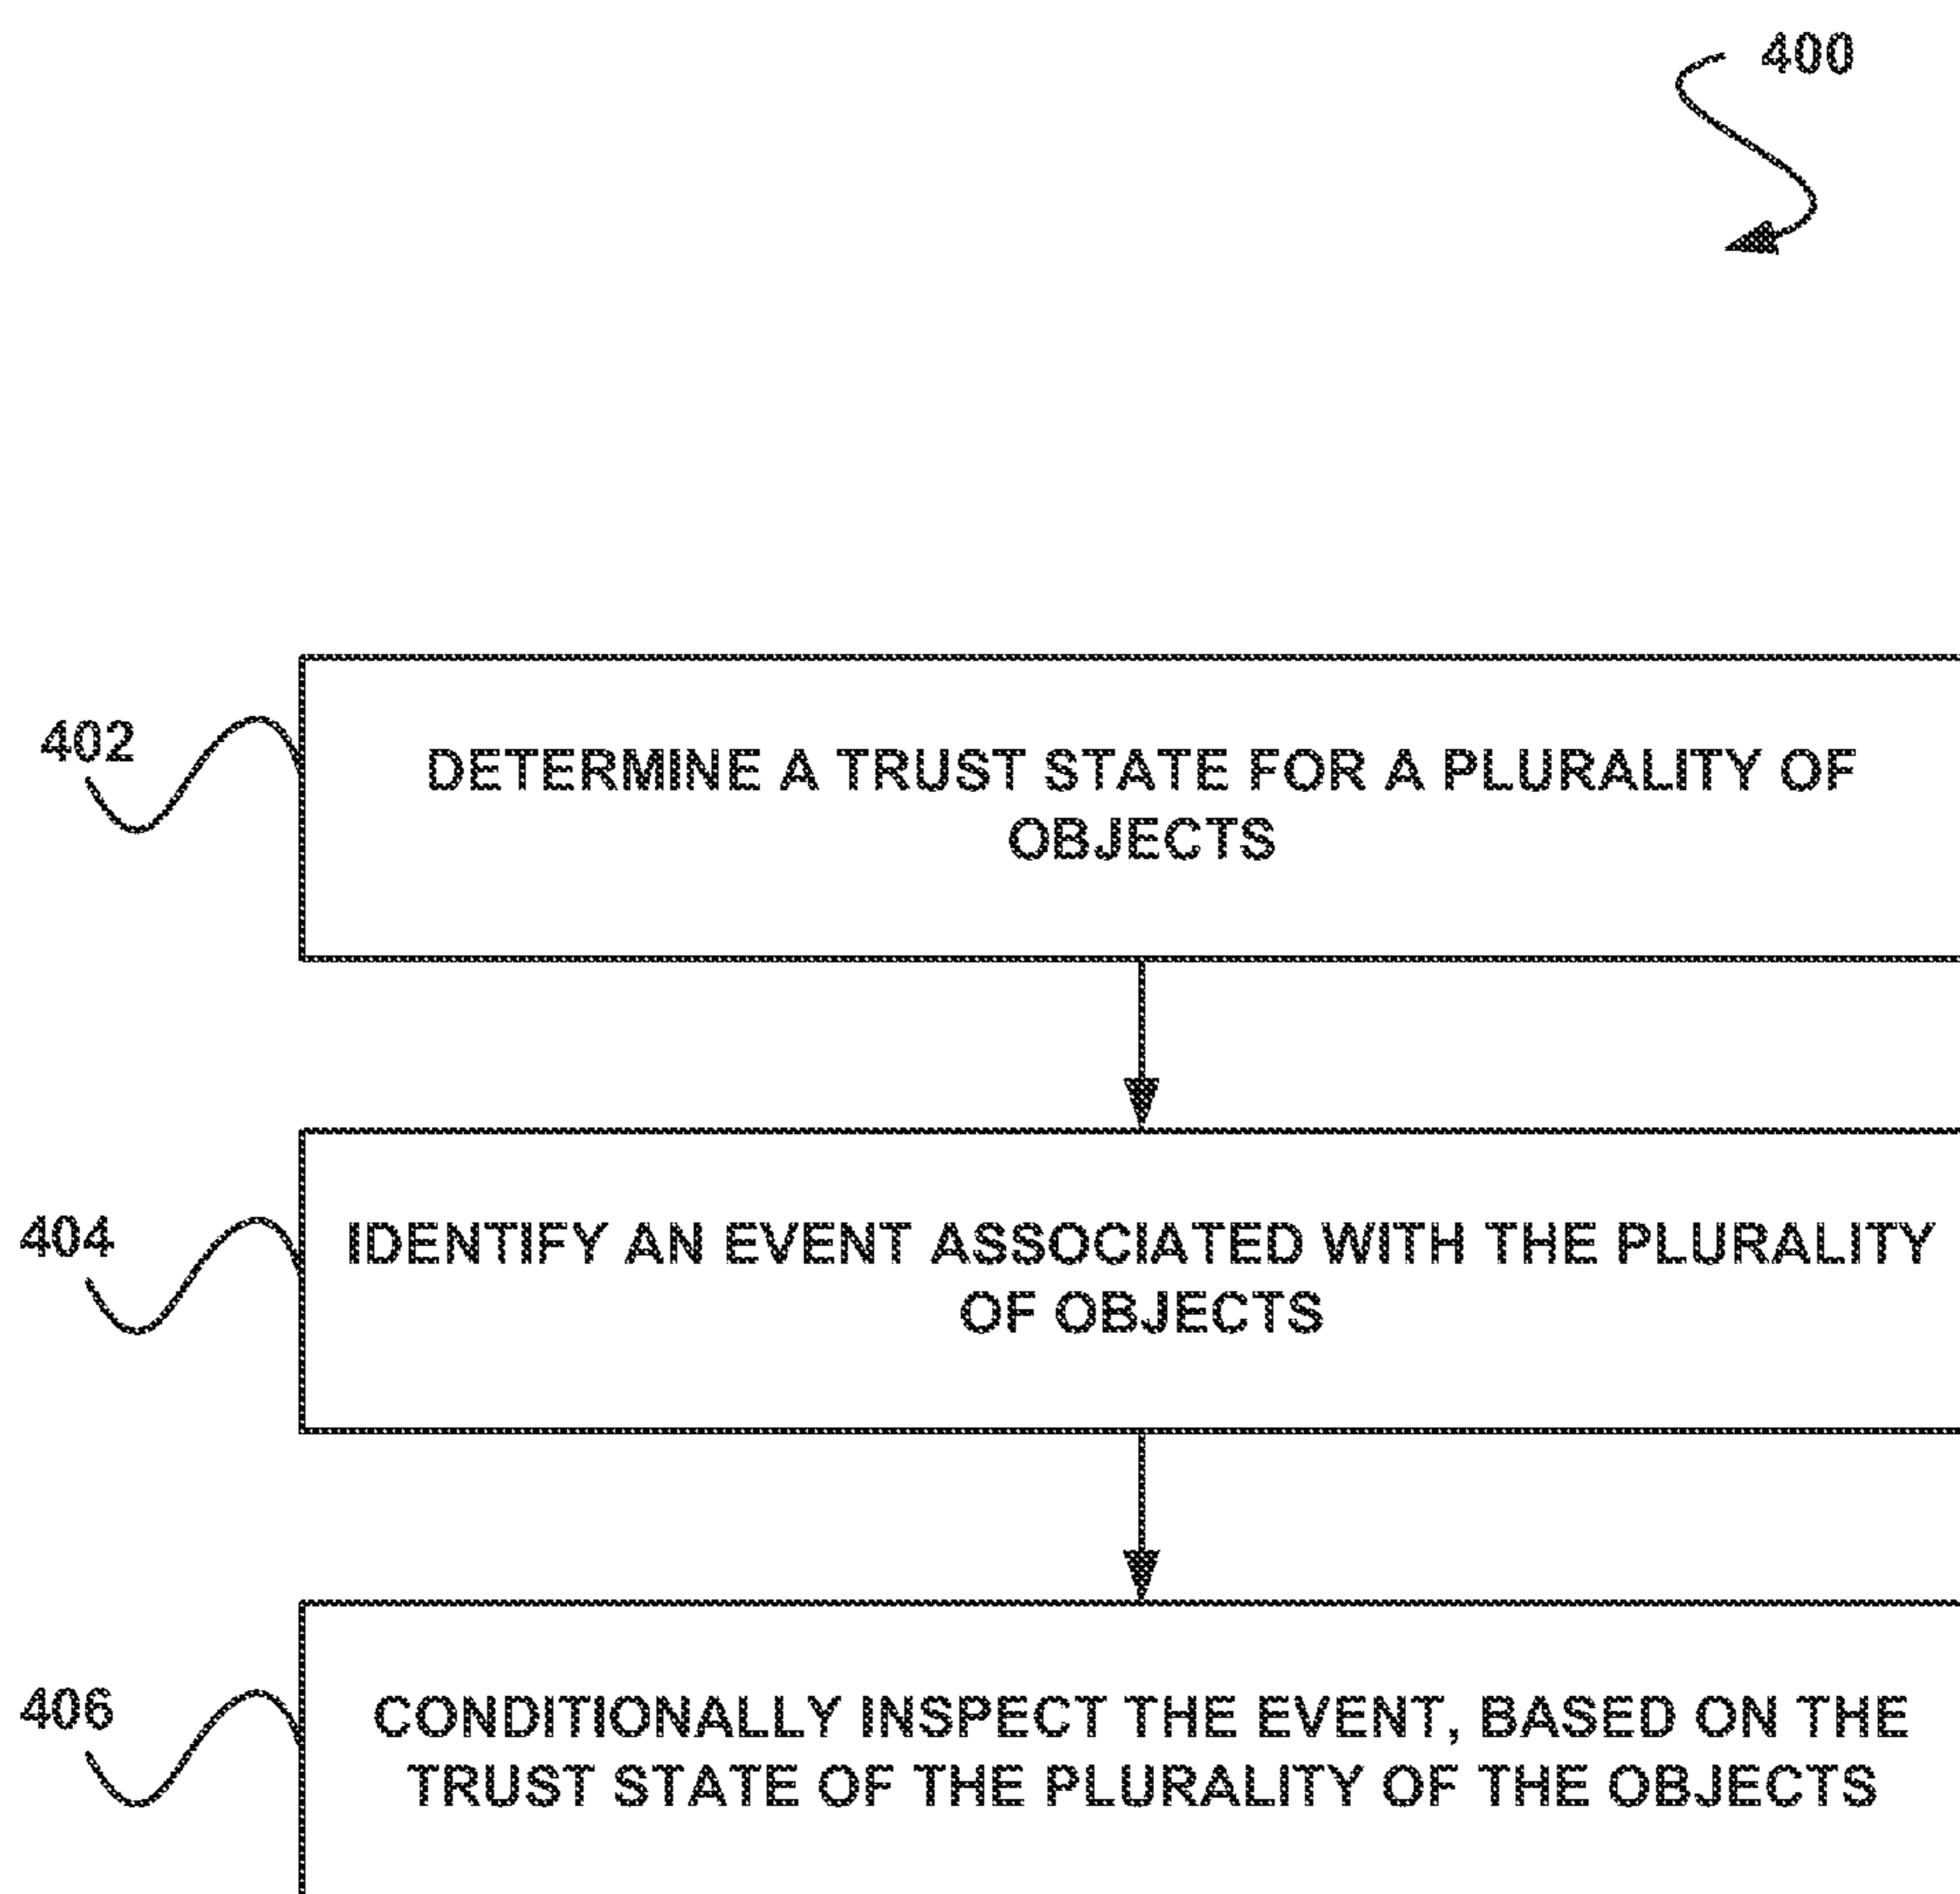 400
402
DETERMINE A TRUST STATE FOR A PLURALITY OF
OBJECTS
404
IDENTIFY AN EVENT ASSOCIATED WITH THE PLURALITY
OF OBJECTS
406
CONDITIONALLY INSPECT THE EVENT, BASED ON THE
TRUST STATE OF THE PLURALITY OF THE OBJECTS